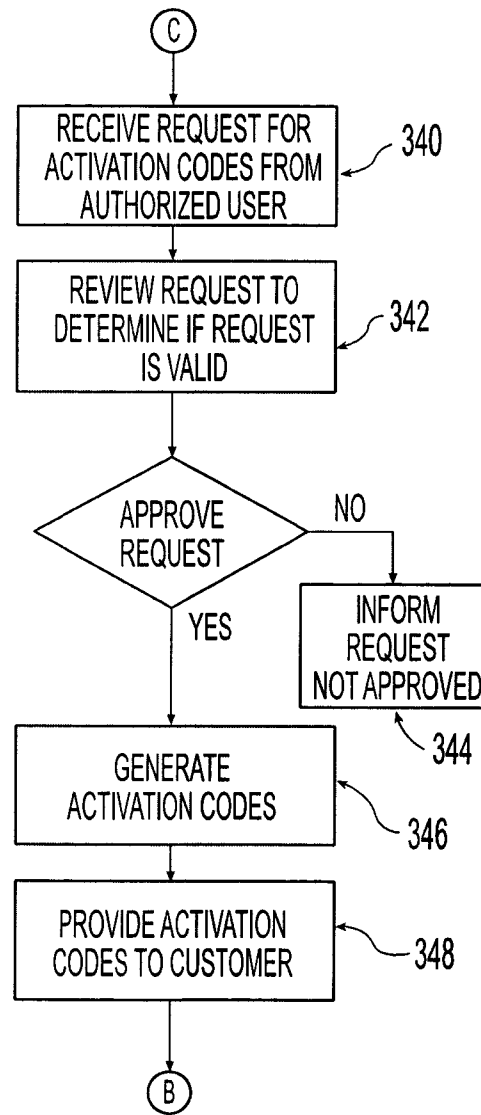 C
RECEIVE REQUEST FOR
ACTIVATION CODES FROM
AUTHORIZED USER
340
REVIEW REQUEST TO
DETERMINE IF REQUEST
IS VALID
342
APPROVE
REQUEST
NO
YES
INFORM
REQUEST
NOT APPROVED
344
GENERATE
ACTIVATION CODES
346
PROVIDE ACTIVATION
CODES TO CUSTOMER
348
B